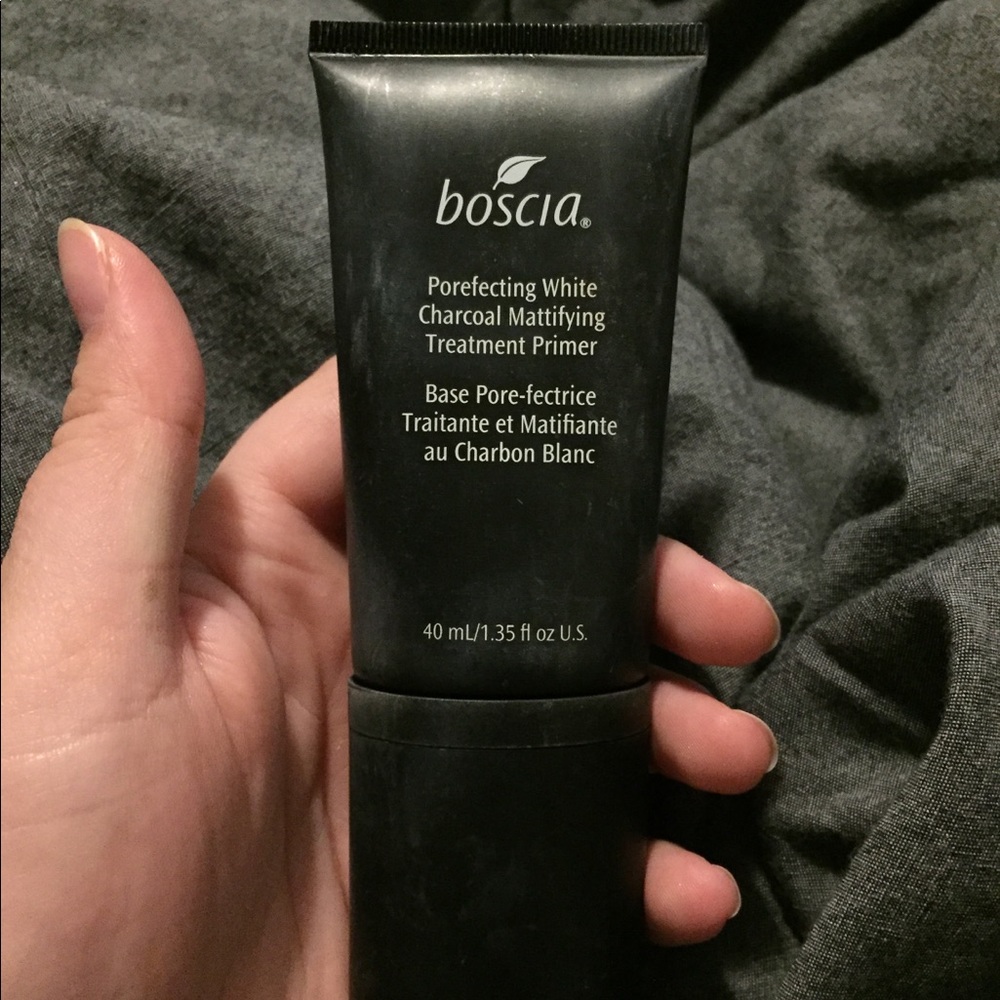 boscia®
Porefecting White
Charcoal Mattifying
Treatment Primer
Base Pore-fectrice
Traitante et Matifiante
au Charbon Blanc
40 mL/1.35 fl oz U.S.